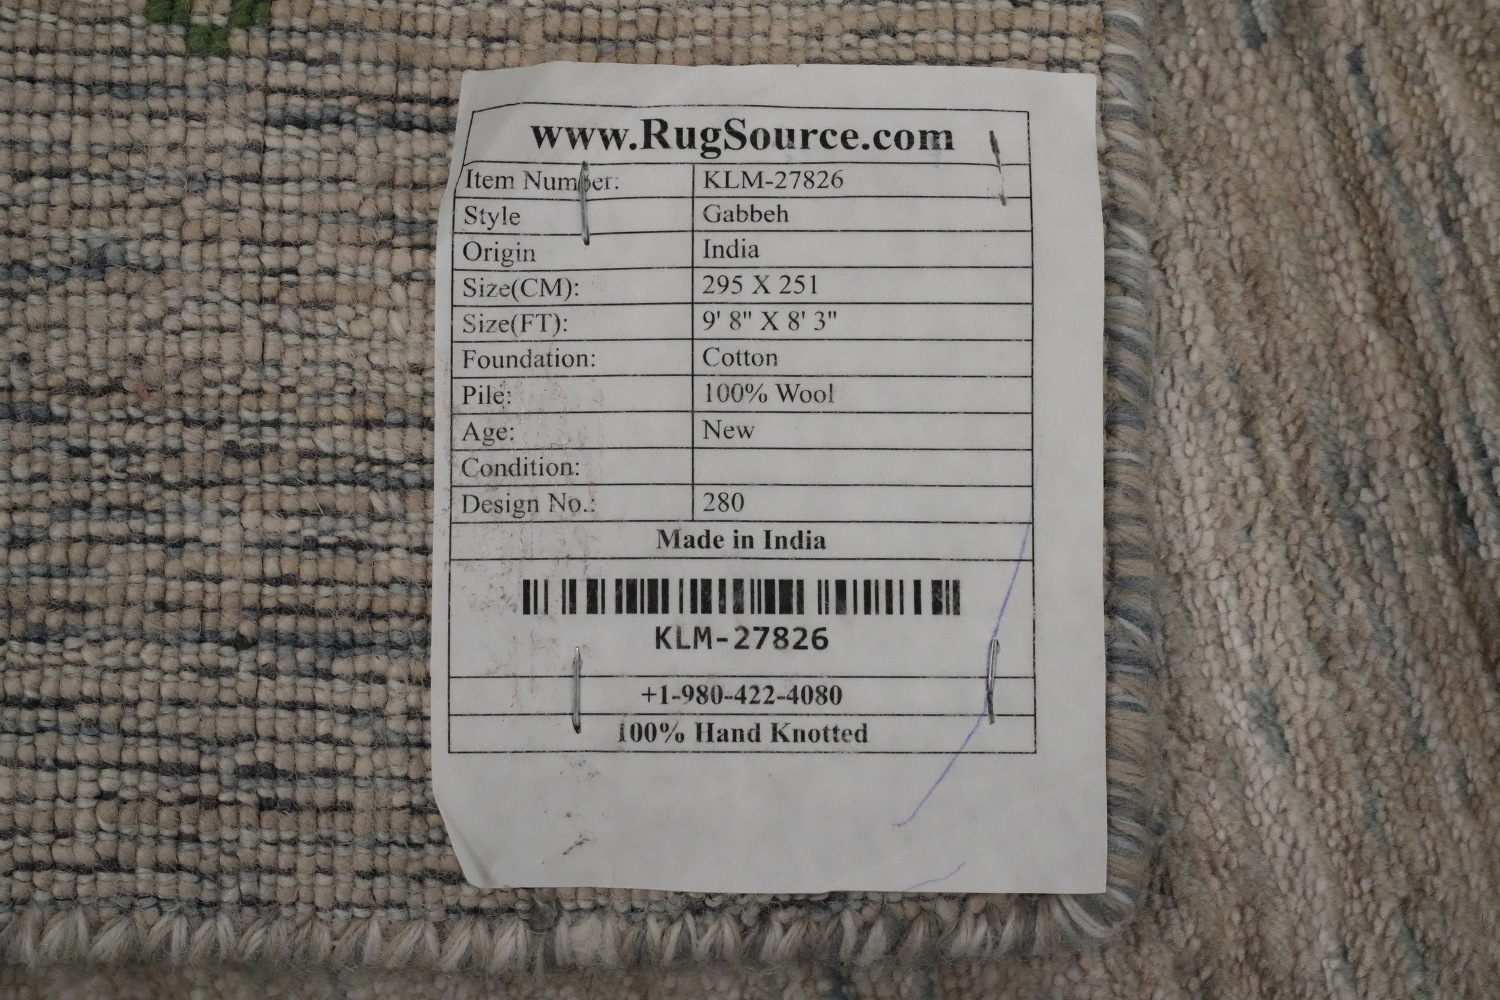 www.RugSource.com
Item Number: KLM-27826
Style Gabbeh
Origin India
Size(CM): 295 X 251
Size(FT): 9' 8" X 8' 3"
Foundation: Cotton
Pile: 100% Wool
Age: New
Condition:
Design No.: 280
Made in India
KLM-27826
+1-980-422-4080
100% Hand Knotted